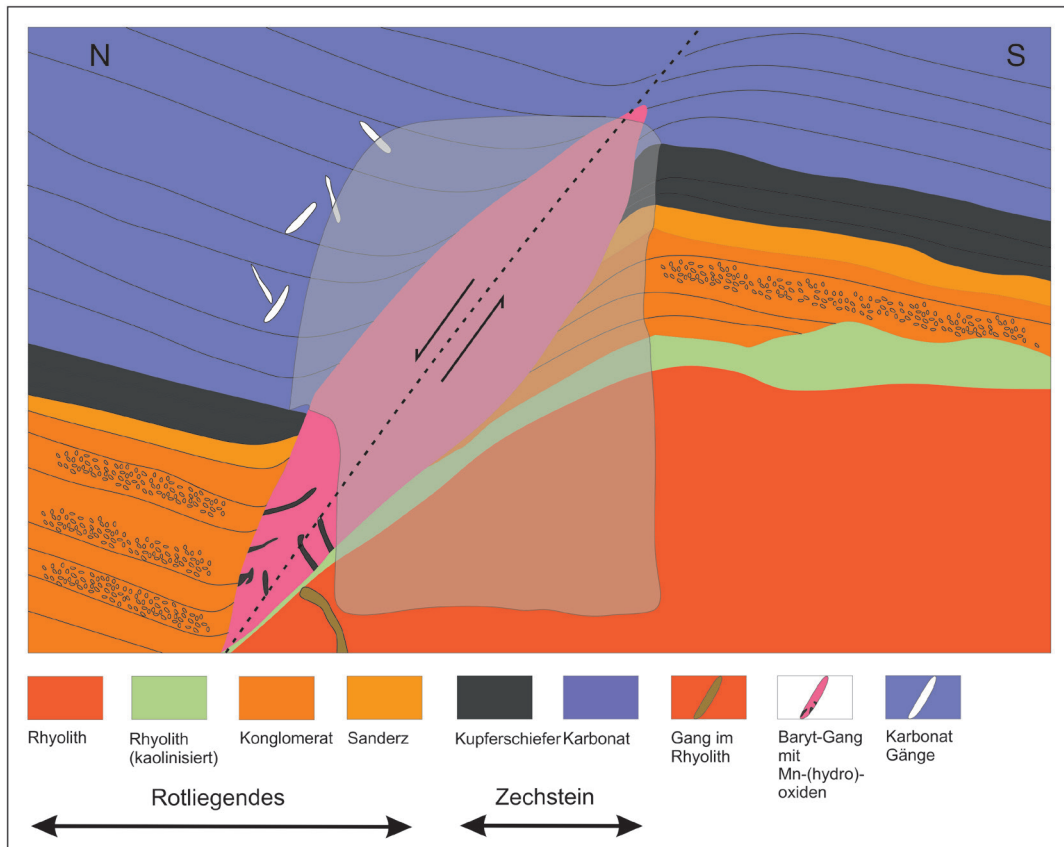 N
S
Rhyolith
Rhyolith
(kaolinisiert)
Konglomerat
Sanderz
Kupferschiefer
Karbonat
Gang im
Rhyolith
Baryt-Gang
mit
Mn-(hydro)-
oxiden
Karbonat
Gänge
Rotliegendes
Zechstein